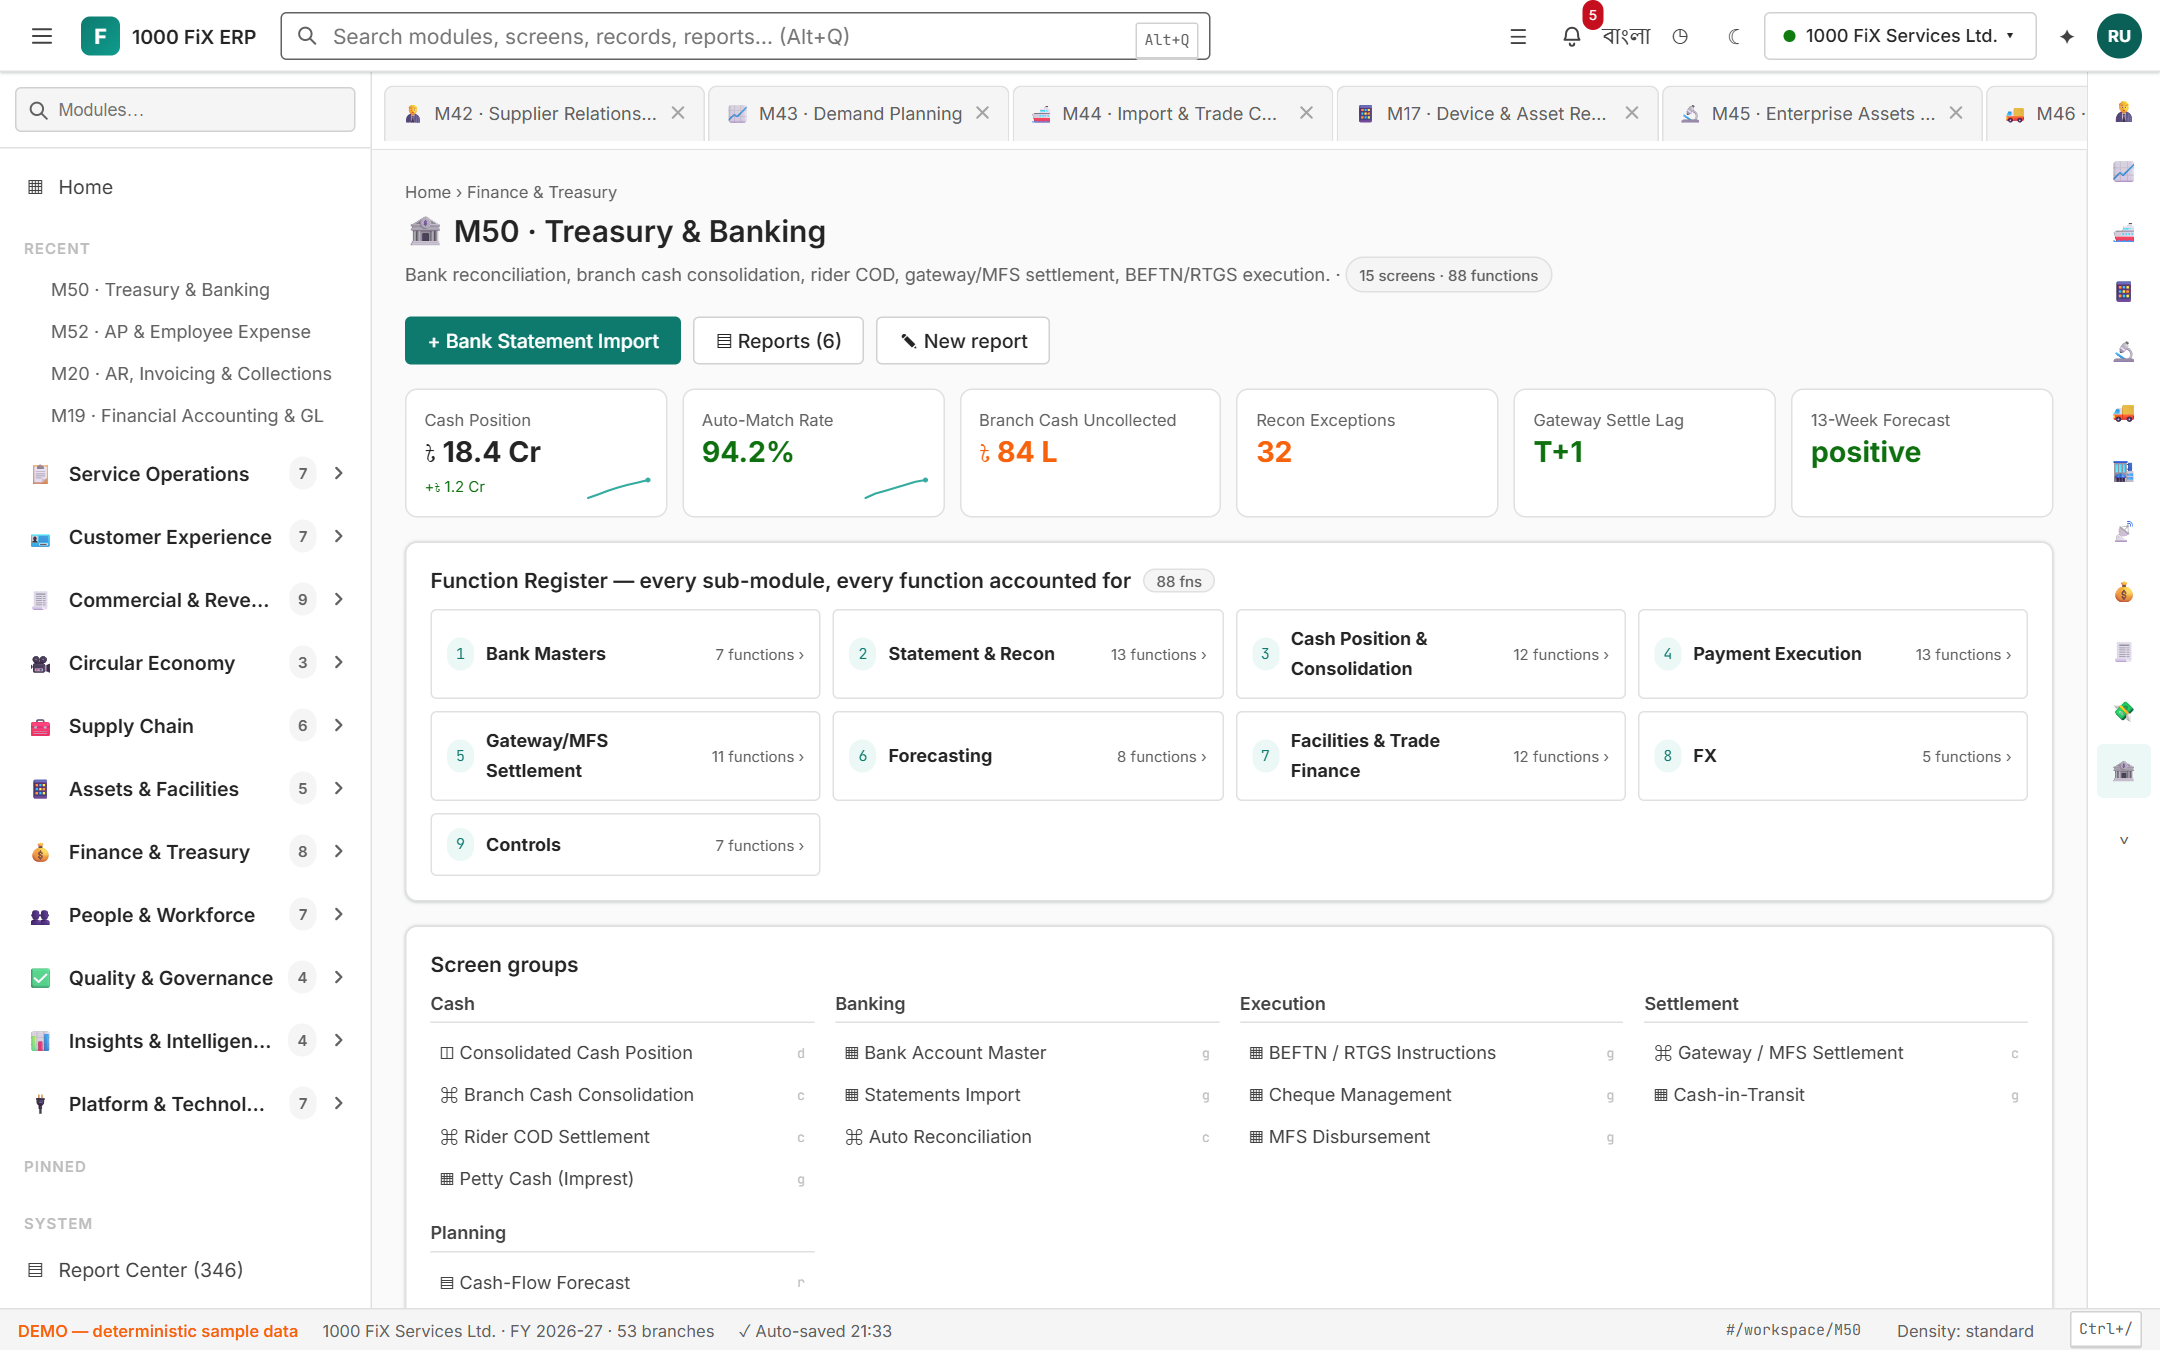 F 1000 FiX ERP
Search modules, screens, records, reports... (Alt+Q)
Alt+Q
5
বাংলা
1000 FiX Services Ltd.
RU
Modules...
Home
RECENT
M50 · Treasury & Banking
M52 · AP & Employee Expense
M20 · AR, Invoicing & Collections
M19 · Financial Accounting & GL
Service Operations 7
Customer Experience 7
Commercial & Reve... 9
Circular Economy 3
Supply Chain 6
Assets & Facilities 5
Finance & Treasury 8
People & Workforce 7
Quality & Governance 4
Insights & Intelligen... 4
Platform & Technol... 7
PINNED
SYSTEM
Report Center (346)
M42 · Supplier Relations...
M43 · Demand Planning
M44 · Import & Trade C...
M17 · Device & Asset Re...
M45 · Enterprise Assets ...
M46 ·
Home › Finance & Treasury
M50 · Treasury & Banking
Bank reconciliation, branch cash consolidation, rider COD, gateway/MFS settlement, BEFTN/RTGS execution. · 15 screens · 88 functions
+ Bank Statement Import
Reports (6)
New report
Cash Position
৳ 18.4 Cr
+৳ 1.2 Cr
Auto-Match Rate
94.2%
Branch Cash Uncollected
৳ 84 L
Recon Exceptions
32
Gateway Settle Lag
T+1
13-Week Forecast
positive
Function Register — every sub-module, every function accounted for 88 fns
1 Bank Masters 7 functions ›
2 Statement & Recon 13 functions ›
3 Cash Position & Consolidation 12 functions ›
4 Payment Execution 13 functions ›
5 Gateway/MFS Settlement 11 functions ›
6 Forecasting 8 functions ›
7 Facilities & Trade Finance 12 functions ›
8 FX 5 functions ›
9 Controls 7 functions ›
Screen groups
Cash
Consolidated Cash Position d
Branch Cash Consolidation c
Rider COD Settlement c
Petty Cash (Imprest) g
Banking
Bank Account Master g
Statements Import g
Auto Reconciliation c
Execution
BEFTN / RTGS Instructions g
Cheque Management g
MFS Disbursement g
Settlement
Gateway / MFS Settlement c
Cash-in-Transit g
Planning
Cash-Flow Forecast r
DEMO — deterministic sample data
1000 FiX Services Ltd. · FY 2026-27 · 53 branches
✓ Auto-saved 21:33
#/workspace/M50
Density: standard
Ctrl+/